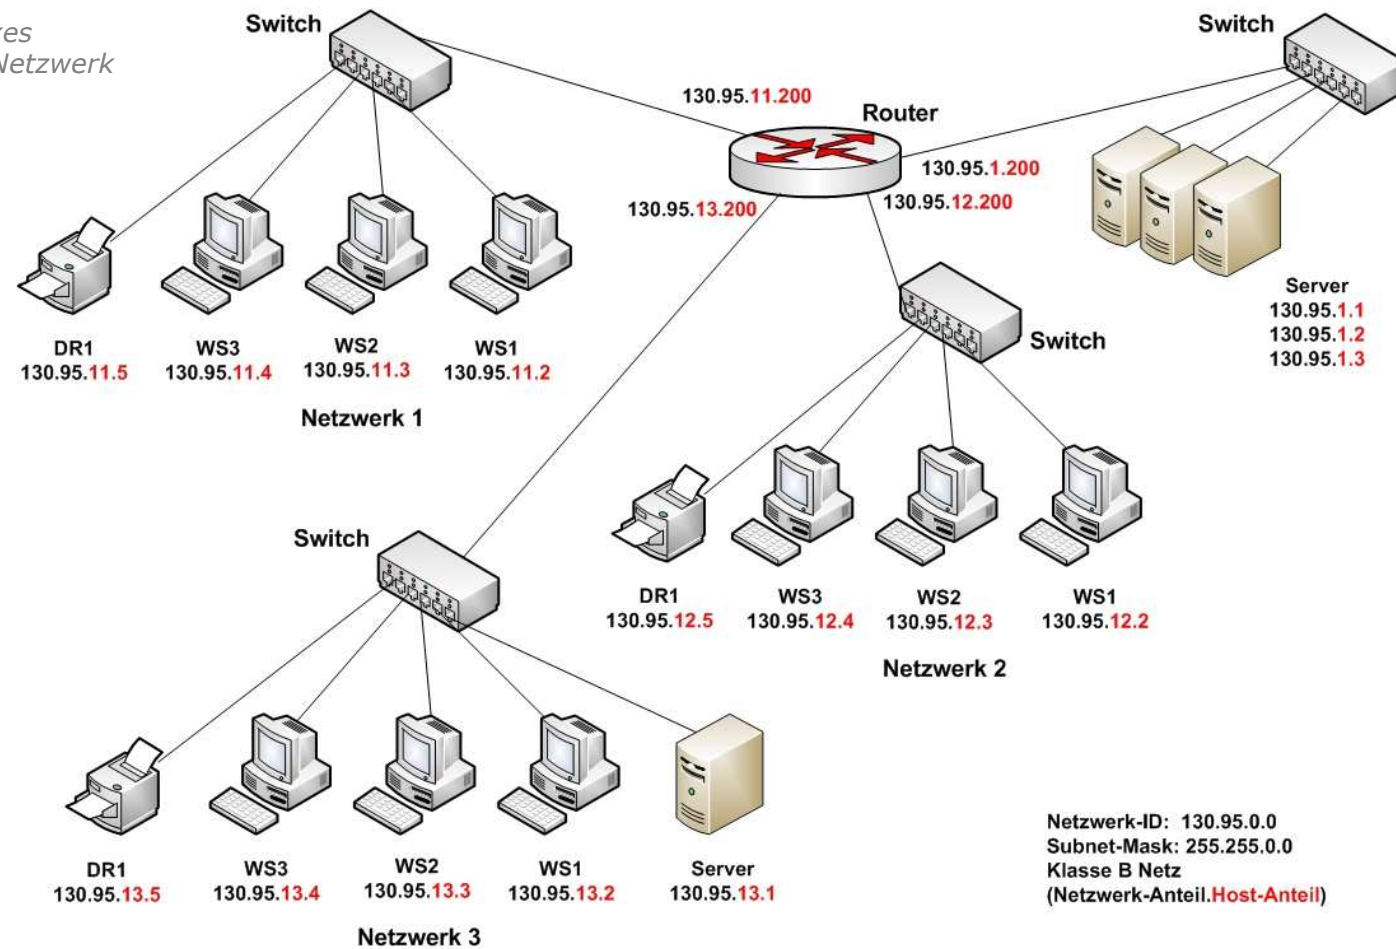 Netzwerk
Switch
Switch
130.95.11.200
Router
130.95.1.200
130.95.13.200
130.95.12.200
DR1
130.95.11.5
WS3
130.95.11.4
WS2
130.95.11.3
WS1
130.95.11.2
Netzwerk 1
Server
130.95.1.1
130.95.1.2
130.95.1.3
Switch
DR1
130.95.12.5
WS3
130.95.12.4
WS2
130.95.12.3
WS1
130.95.12.2
Netzwerk 2
Switch
DR1
130.95.13.5
WS3
130.95.13.4
WS2
130.95.13.3
WS1
130.95.13.2
Server
130.95.13.1
Netzwerk 3
Netzwerk-ID: 130.95.0.0
Subnet-Mask: 255.255.0.0
Klasse B Netz
(Netzwerk-Anteil.Host-Anteil)